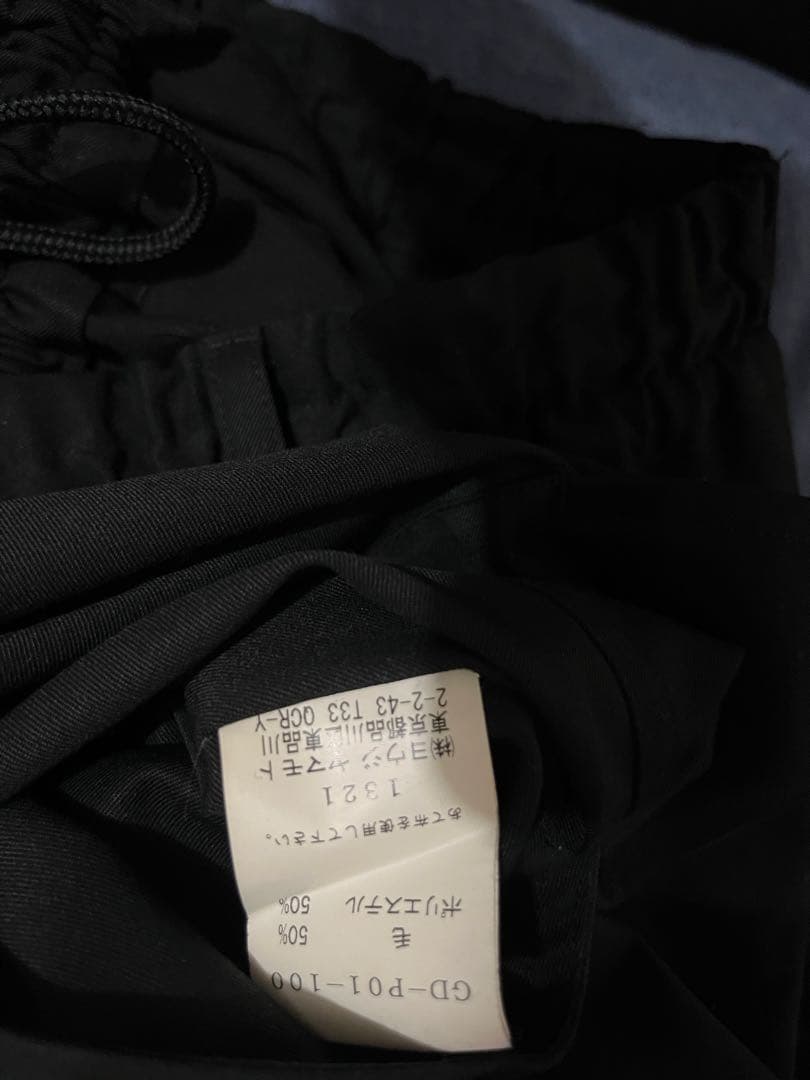 GD-P01-100
毛 50%
ポリエステル 50%
あて布を使用して下さい。
1321
㈱ヨウジヤマモト
東京都品川区東品川
2-2-43 T33 QCR-Y